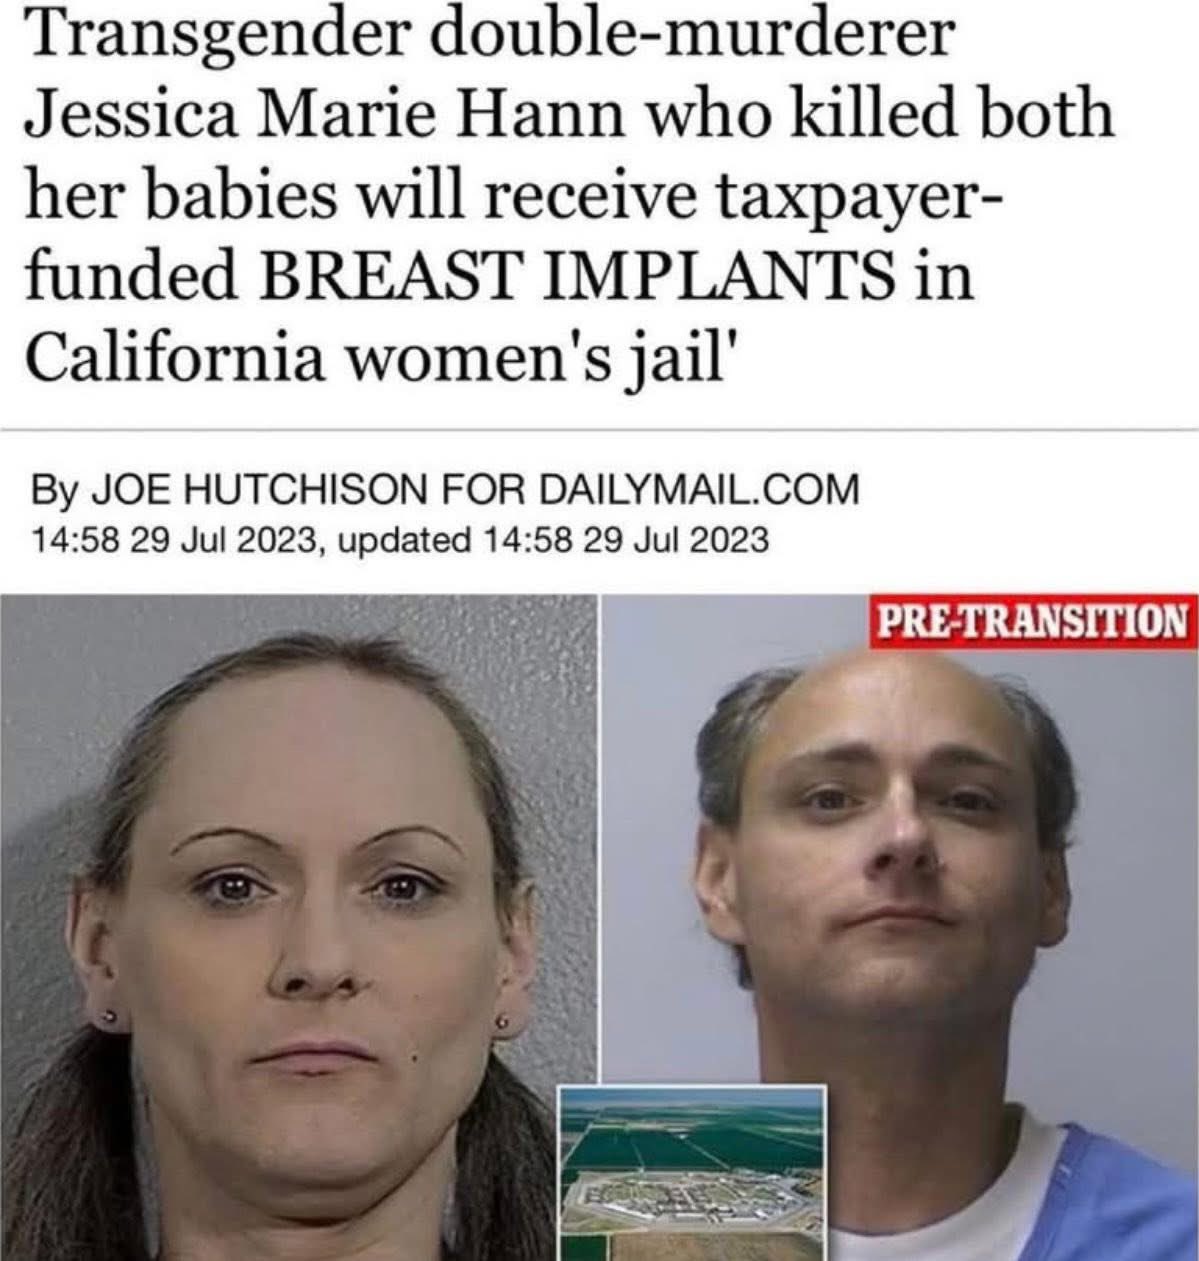 Transgender double-murderer
Jessica Marie Hann who killed both
her babies will receive taxpayer-
funded BREAST IMPLANTS in
California women's jail'
By JOE HUTCHISON FOR DAILYMAIL.COM
14:58 29 Jul 2023, updated 14:58 29 Jul 2023
PRE-TRANSITION